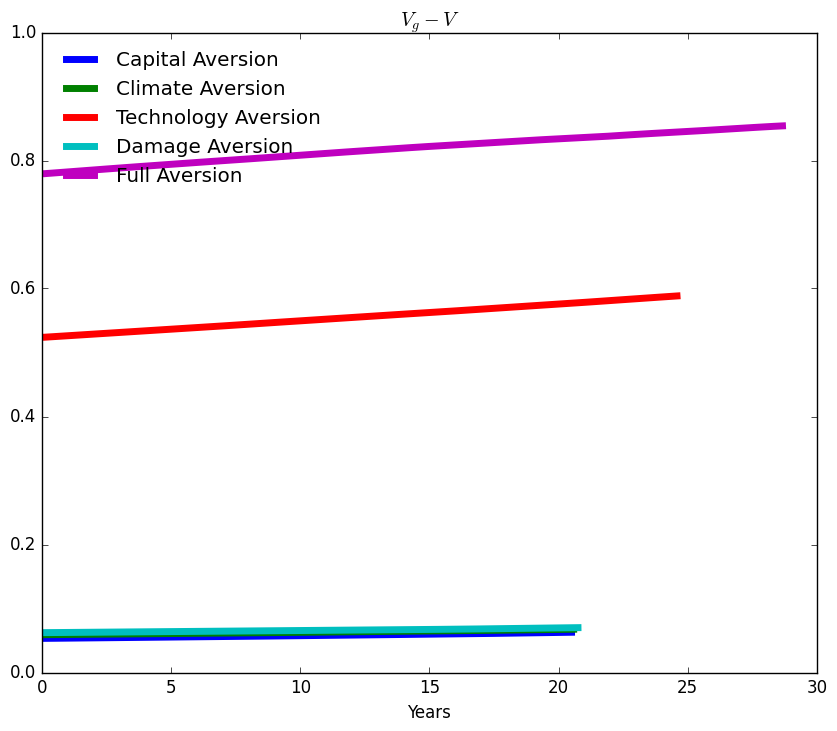 V_g − V
1.0
Capital Aversion
Climate Aversion
Technology Aversion
Damage Aversion
Full Aversion
0.8
0.6
0.4
0.2
0.0
0 5 10 15 20 25 30
Years